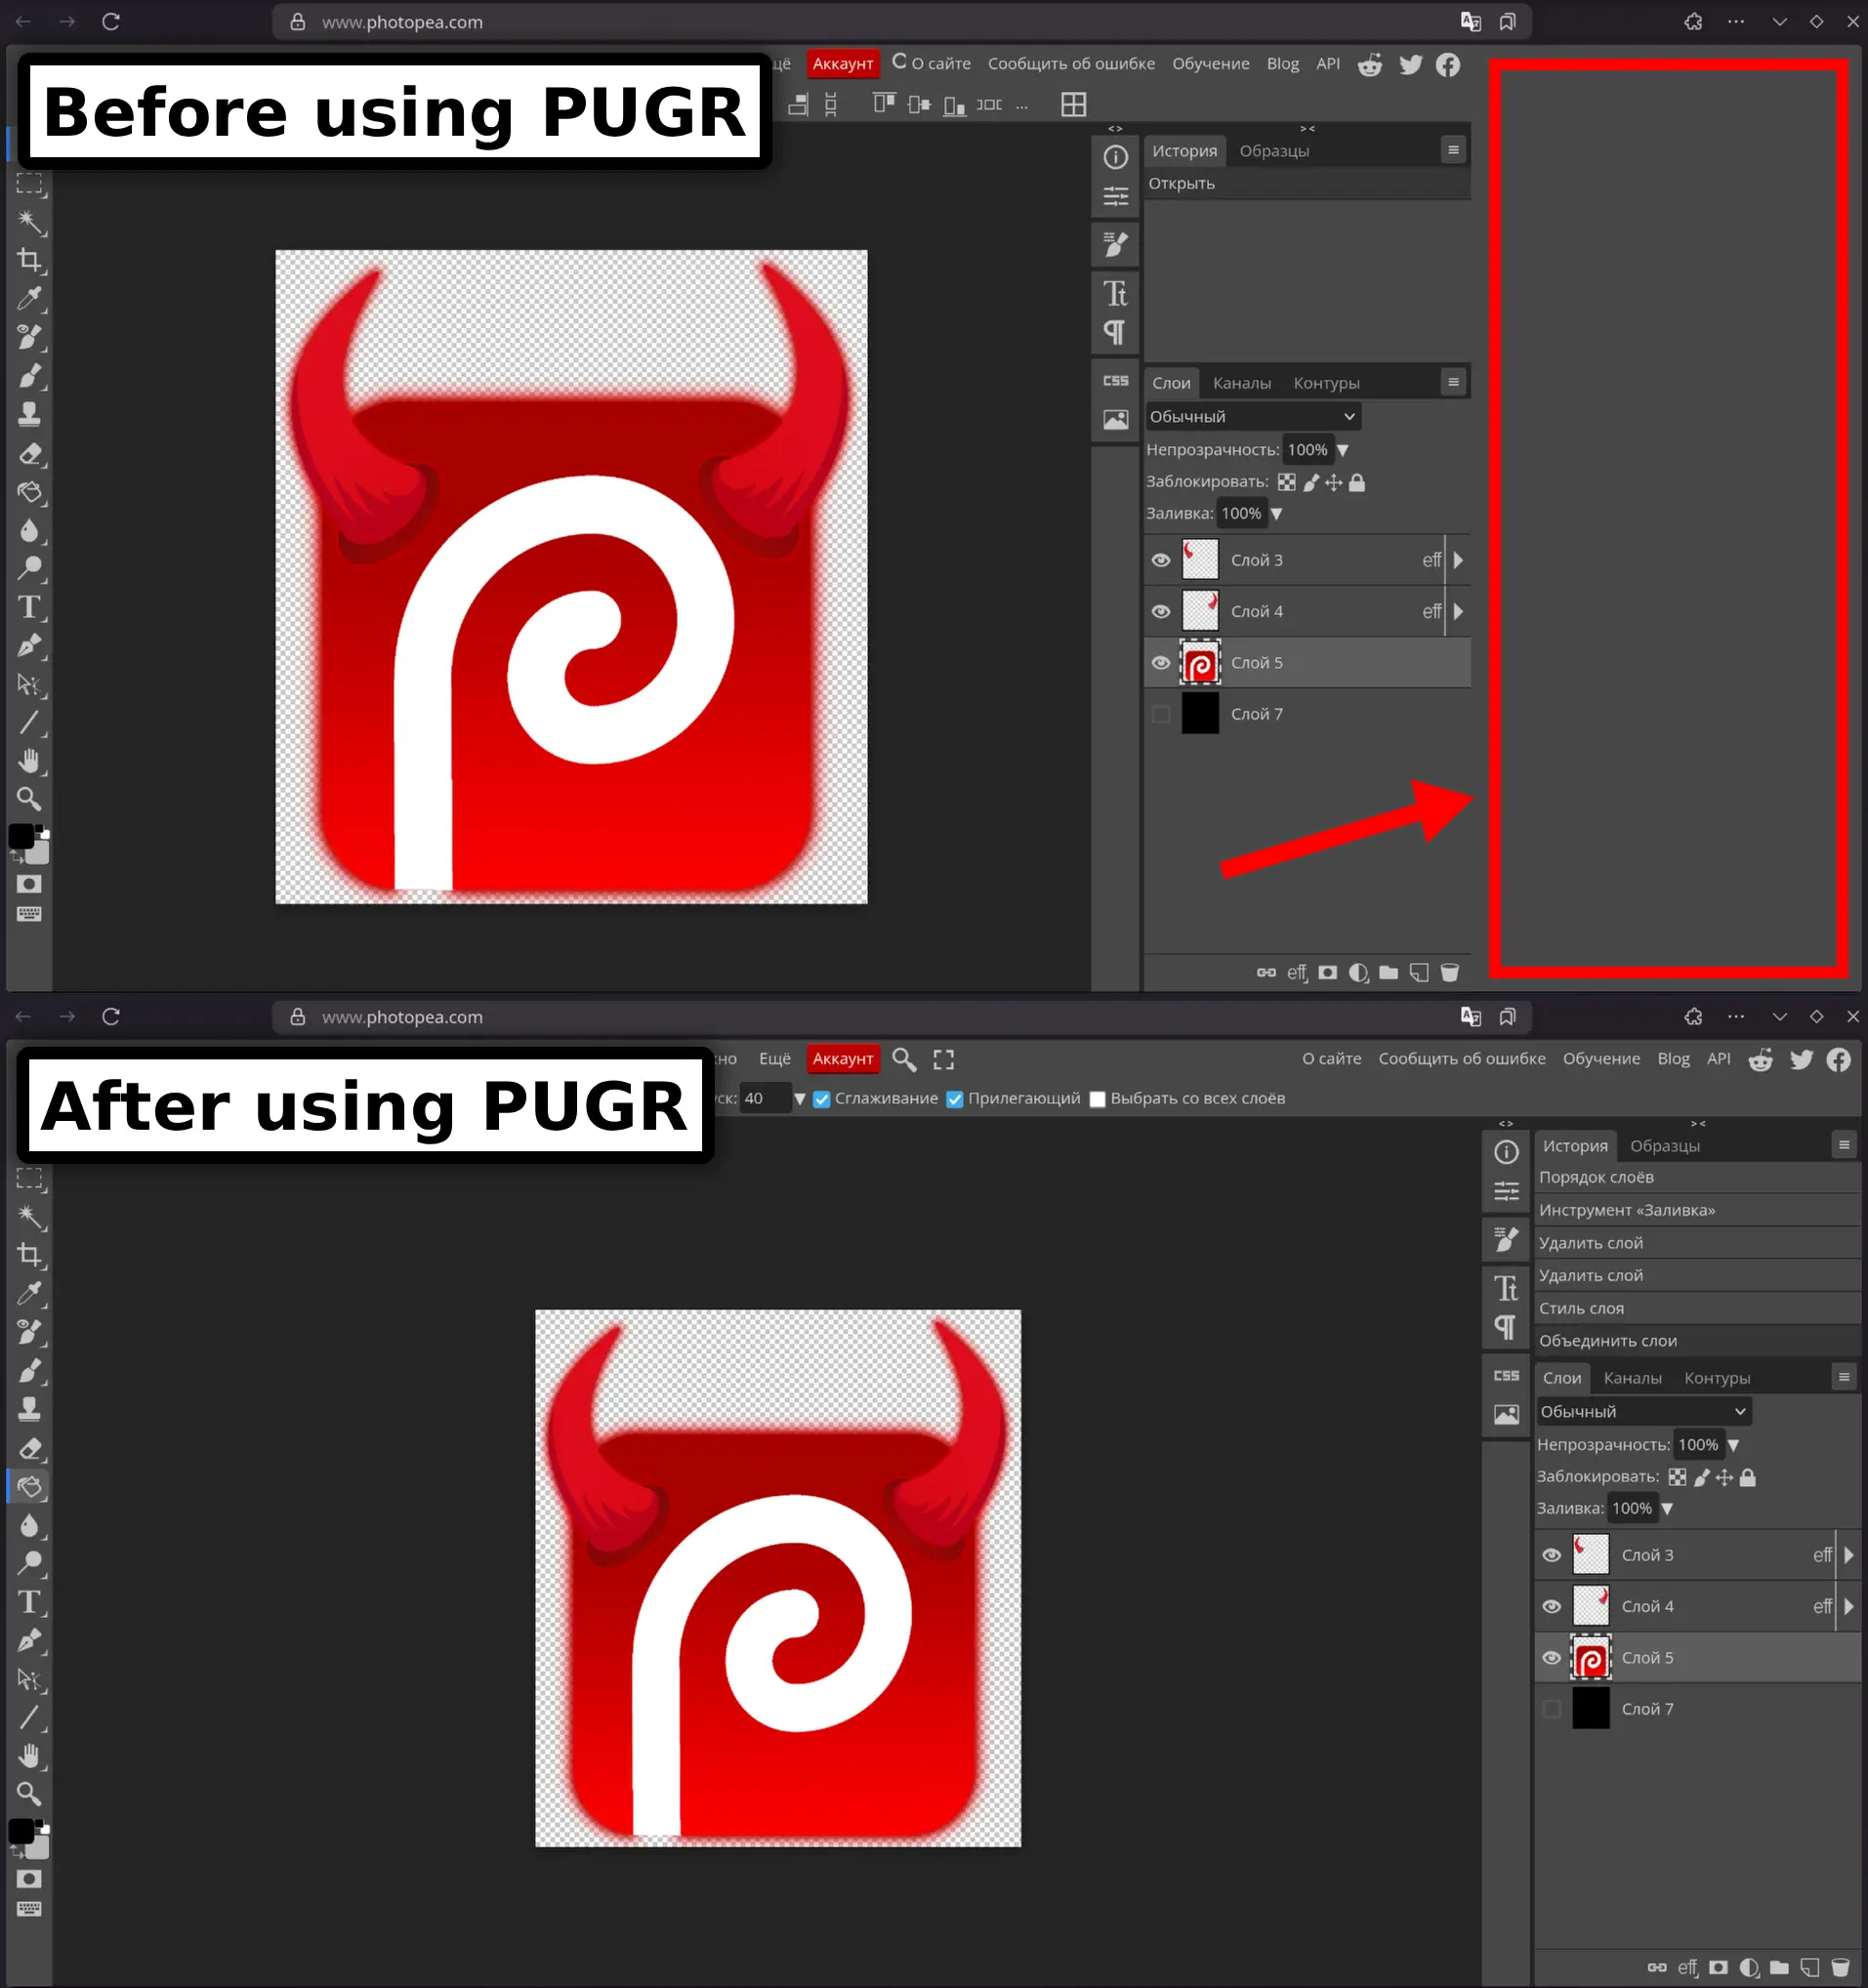 www.photopea.com
Before using PUGR
щё Аккаунт О сайте Сообщить об ошибке Обучение Blog API
...
История Образцы
Открыть
Tt
¶
CSS
Слои Каналы Контуры
Обычный
Непрозрачность: 100%
Заблокировать:
Заливка: 100%
Слой 3 eff
Слой 4 eff
Слой 5
Слой 7
eff
www.photopea.com
After using PUGR
но Ещё Аккаунт О сайте Сообщить об ошибке Обучение Blog API
ск: 40 Сглаживание Прилегающий Выбрать со всех слоёв
История Образцы
Порядок слоёв
Инструмент «Заливка»
Удалить слой
Удалить слой
Стиль слоя
Объединить слои
Tt
¶
CSS
Слои Каналы Контуры
Обычный
Непрозрачность: 100%
Заблокировать:
Заливка: 100%
Слой 3 eff
Слой 4 eff
Слой 5
Слой 7
eff